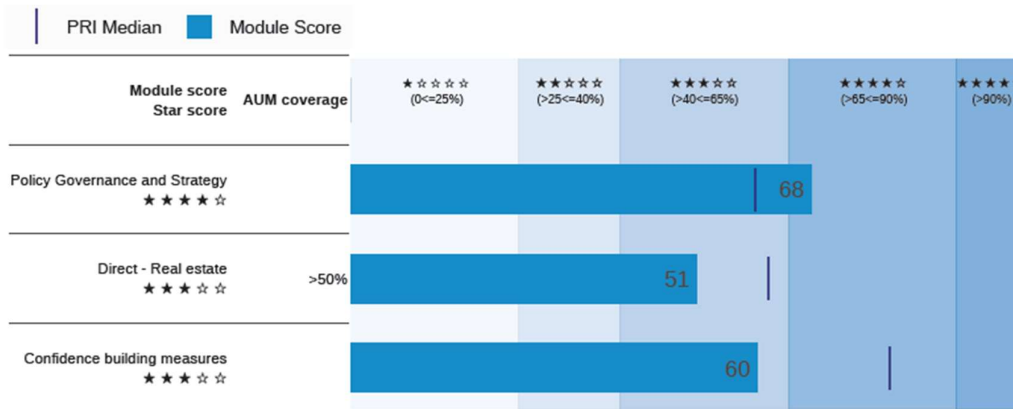 PRI Median Module Score
Module score
Star score
AUM coverage
★☆☆☆☆
(0<=25%)
★★☆☆☆
(>25<=40%)
★★★☆☆
(>40<=65%)
★★★★☆
(>65<=90%)
★★★★
(>90%)
Policy Governance and Strategy
★★★★☆
68
Direct - Real estate
★★★☆☆
>50%
51
Confidence building measures
★★★☆☆
60